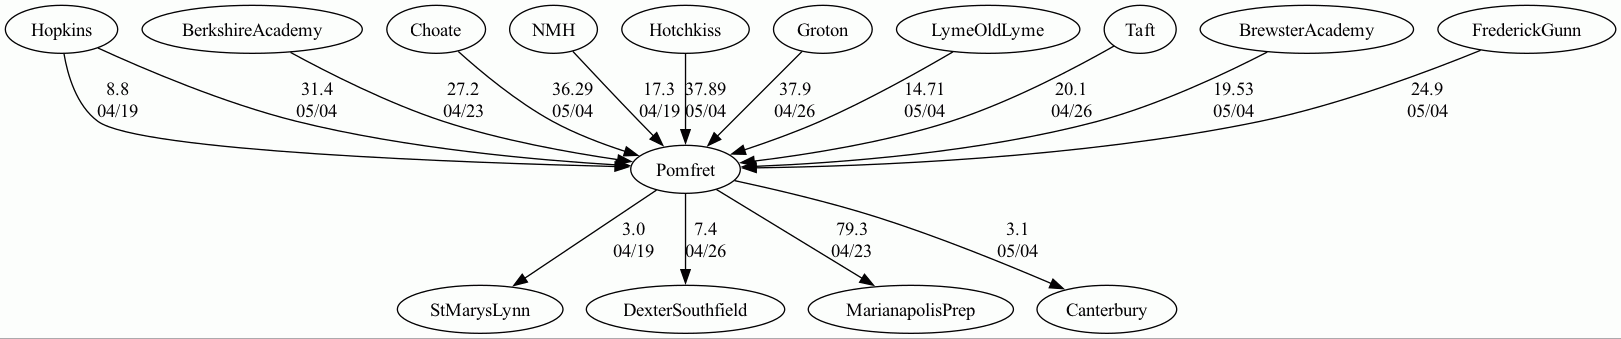 Hopkins BerkshireAcademy Choate NMH Hotchkiss Groton LymeOldLyme Taft BrewsterAcademy FrederickGunn
8.8 31.4 27.2 36.29 17.3 37.89 37.9 14.71 20.1 19.53 24.9
04/19 05/04 04/23 05/04 04/19 05/04 04/26 05/04 04/26 05/04 05/04
Pomfret
3.0 7.4 79.3 3.1
04/19 04/26 04/23 05/04
StMarysLynn DexterSouthfield MarianapolisPrep Canterbury